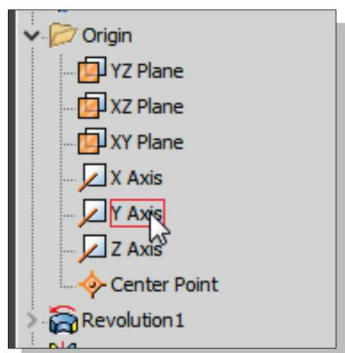 Origin
YZ Plane
XZ Plane
XY Plane
X Axis
Y Axis
Z Axis
Center Point
Revolution1